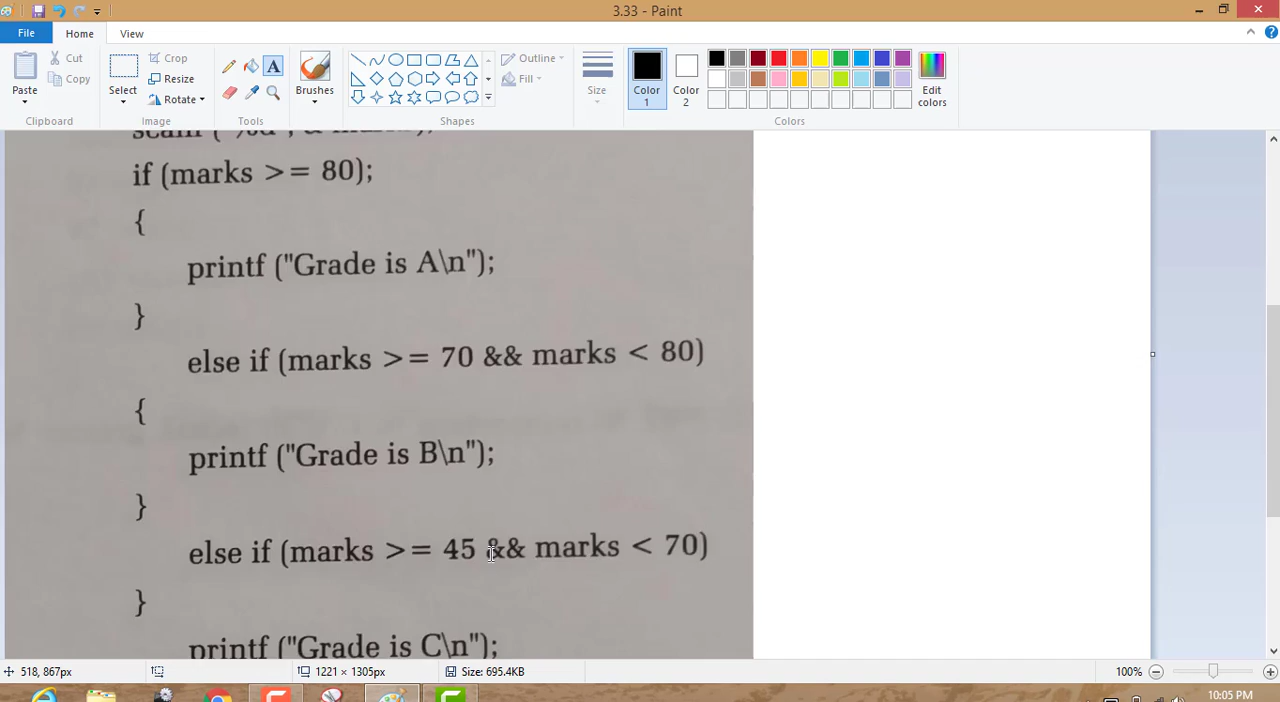 3.33 - Paint
File
Home
View
Cut
Copy
Paste
Clipboard
Select
Crop
Resize
Rotate
Image
A
Tools
Brushes
Shapes
Outline
Fill
Size
Color 1
Color 2
Edit colors
Colors
if (marks >= 80);
{
printf ("Grade is A\n");
}
else if (marks >= 70 && marks < 80)
{
printf ("Grade is B\n");
}
else if (marks >= 45 && marks < 70)
}
printf ("Grade is C\n");
518, 867px
1221 × 1305px
Size: 695.4KB
100%
10:05 PM